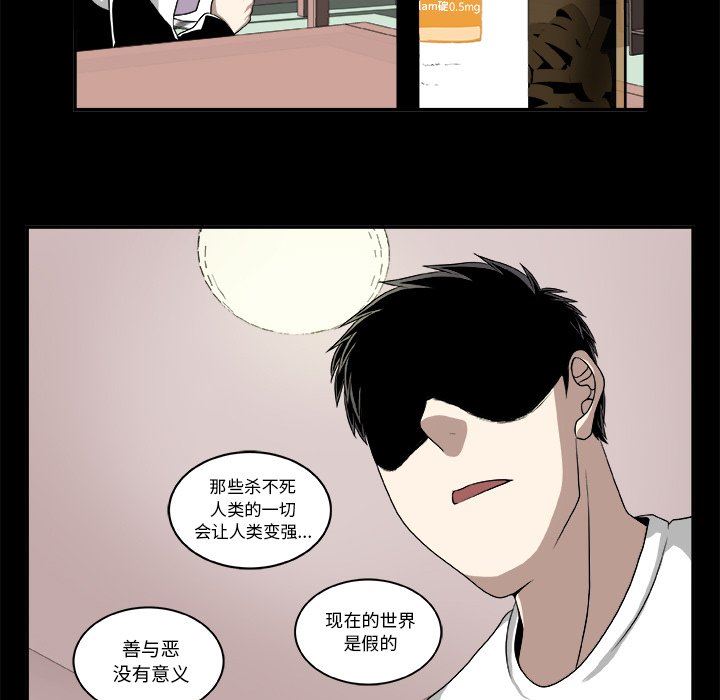 lam碇0.5mg
那些杀不死
人类的一切
会让人类变强...
现在的世界
是假的
善与恶
没有意义